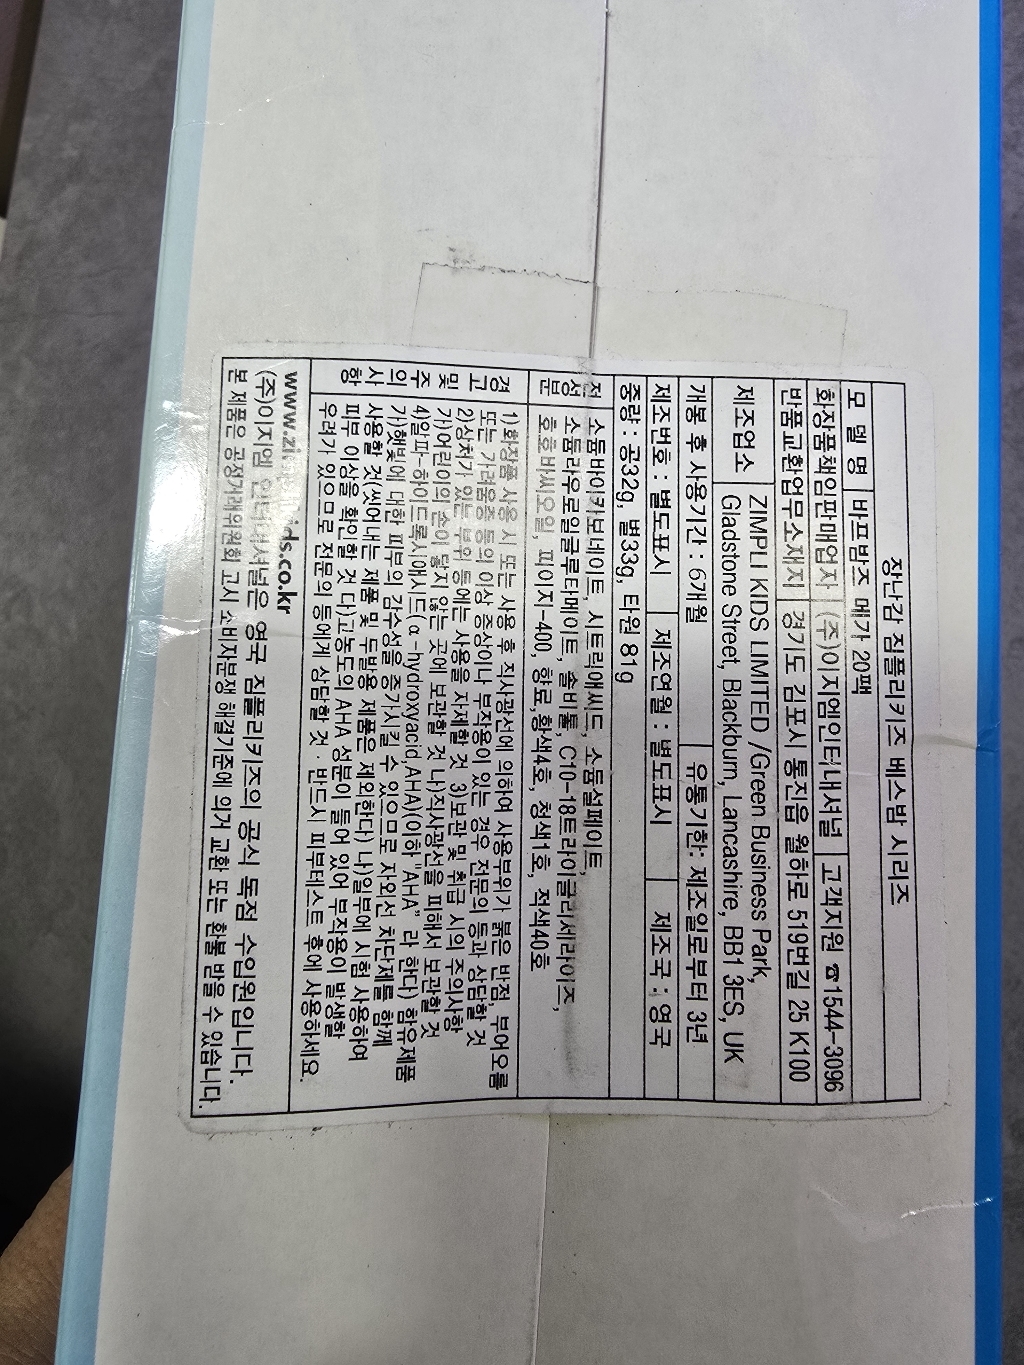 장난감 짐플리키즈 베스밤 시리즈
모 델 명 바프밤즈 메가 20팩
화장품책임판매업자 (주)이지엠인터내셔널 고객지원 ☎1544-3096
반품교환업무소재지 경기도 김포시 통진읍 월하로 519번길 25 K100
제조업소 ZIMPLI KIDS LIMITED /Green Business Park,
Gladstone Street, Blackburn, Lancashire, BB1 3ES, UK
개봉 후 사용기간 : 6개월 유통기한: 제조일로부터 3년
제조번호 : 별도표시 제조연월 : 별도표시 제조국 : 영국
중량 : 공32g, 별33g, 타원 81g
전성분 소듐바이카보네이트, 시트릭애씨드, 소듐설페이트,
소듐라우로일글루타메이트, 솔비톨, C10-18트라이글리세라이즈,
호호바씨오일, 피이지-400, 향료, 황색4호, 청색1호, 적색40호
경고 및 주의사항 1)화장품 사용 시 또는 사용 후 직사광선에 의하여 사용부위가 붉은 반점, 부어오름
또는 가려움증 등의 이상 증상이나 부작용이 있는 경우 전문의 등과 상담할 것
2)상처가 있는 부위 등에는 사용을 자제할 것 3)보관 및 취급 시의 주의사항
가)어린이의 손이 닿지 않는 곳에 보관할 것 나)직사광선을 피해서 보관할 것
4)알파-하이드록시애시드(α-hydroxyacid,AHA)(이하 "AHA" 라 한다) 함유제품
가)햇빛에 대한 피부의 감수성을 증가시킬 수 있으므로 자외선 차단제를 함께
사용할 것(씻어내는 제품 및 두발용 제품은 제외한다) 나)일부에 시험 사용하여
피부 이상을 확인할 것 다)고농도의 AHA 성분이 들어 있어 부작용이 발생할
우려가 있으므로 전문의 등에게 상담할 것 · 반드시 피부테스트 후에 사용하세요.
www.zimplikids.co.kr
(주)이지엠 인터내셔널은 영국 짐플리키즈의 공식 독점 수입원입니다.
본 제품은 공정거래위원회 고시 소비자분쟁 해결기준에 의거 교환 또는 환불 받을 수 있습니다.